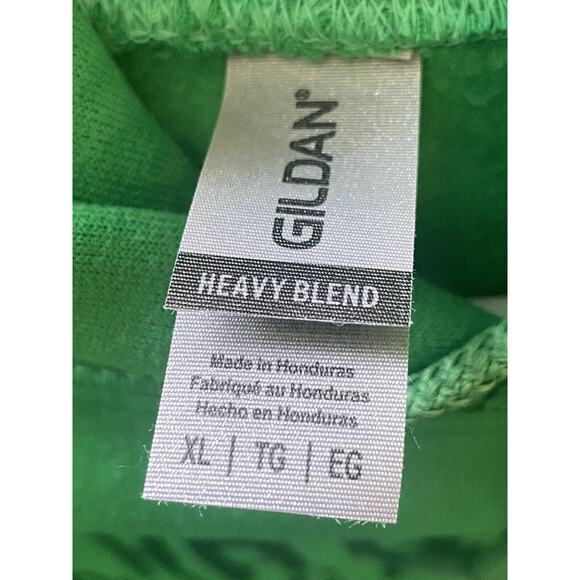 GILDAN®
HEAVY BLEND
Made in Honduras
Fabriqué au Honduras
Hecho en Honduras
XL | TG | EG